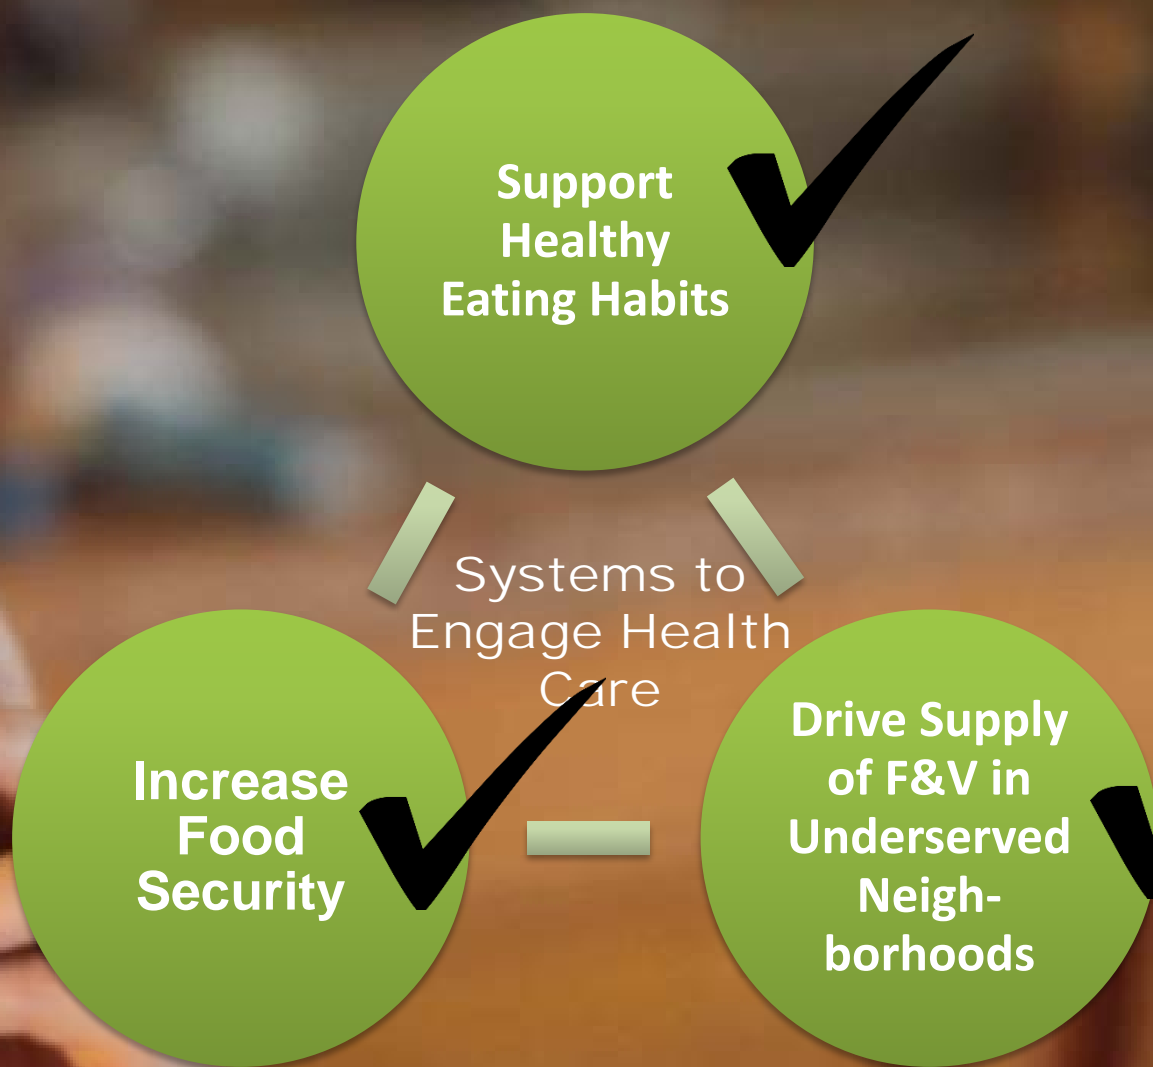 Support
Healthy
Eating Habits
Systems to
Engage Health
Care
Increase
Food
Security
Drive Supply
of F&V in
Underserved
Neigh-
borhoods